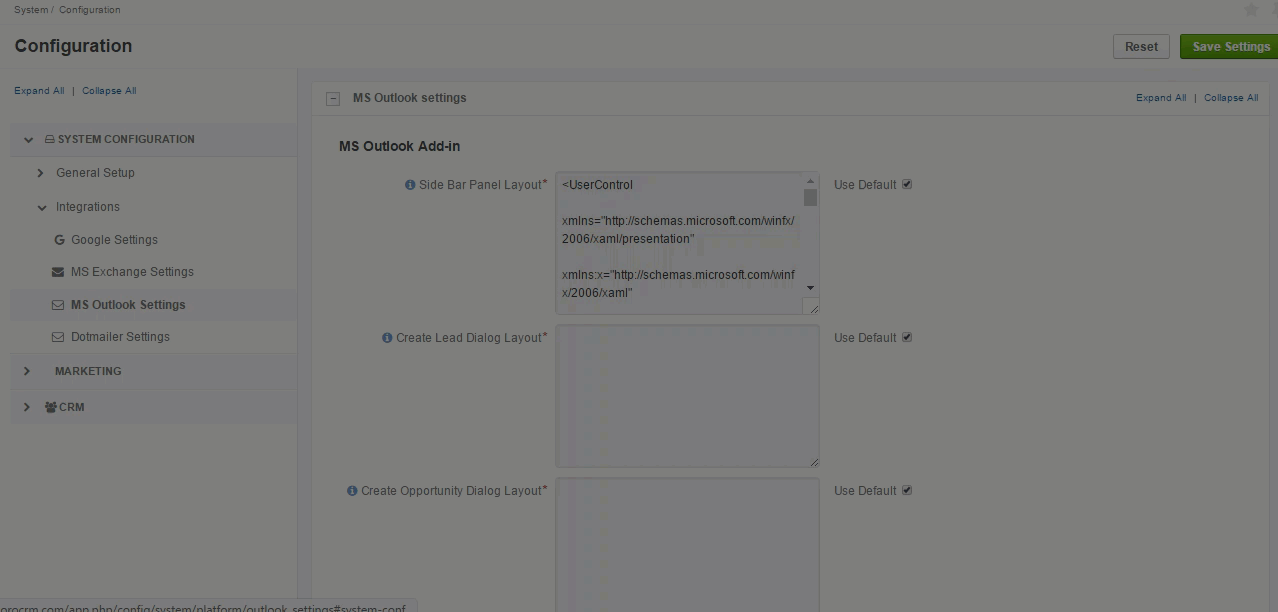 System / Configuration
Configuration
Reset
Save Settings
Expand All | Collapse All
SYSTEM CONFIGURATION
General Setup
Integrations
Google Settings
MS Exchange Settings
MS Outlook Settings
Dotmailer Settings
MARKETING
CRM
MS Outlook settings
Expand All | Collapse All
MS Outlook Add-in
Side Bar Panel Layout*
<UserControl
xmlns="http://schemas.microsoft.com/winfx/
2006/xaml/presentation"
xmlns:x="http://schemas.microsoft.com/winf
x/2006/xaml"
Use Default
Create Lead Dialog Layout*
Use Default
Create Opportunity Dialog Layout*
Use Default
orocrm.com/app.php/config/system/platform/outlook_settings#system-conf